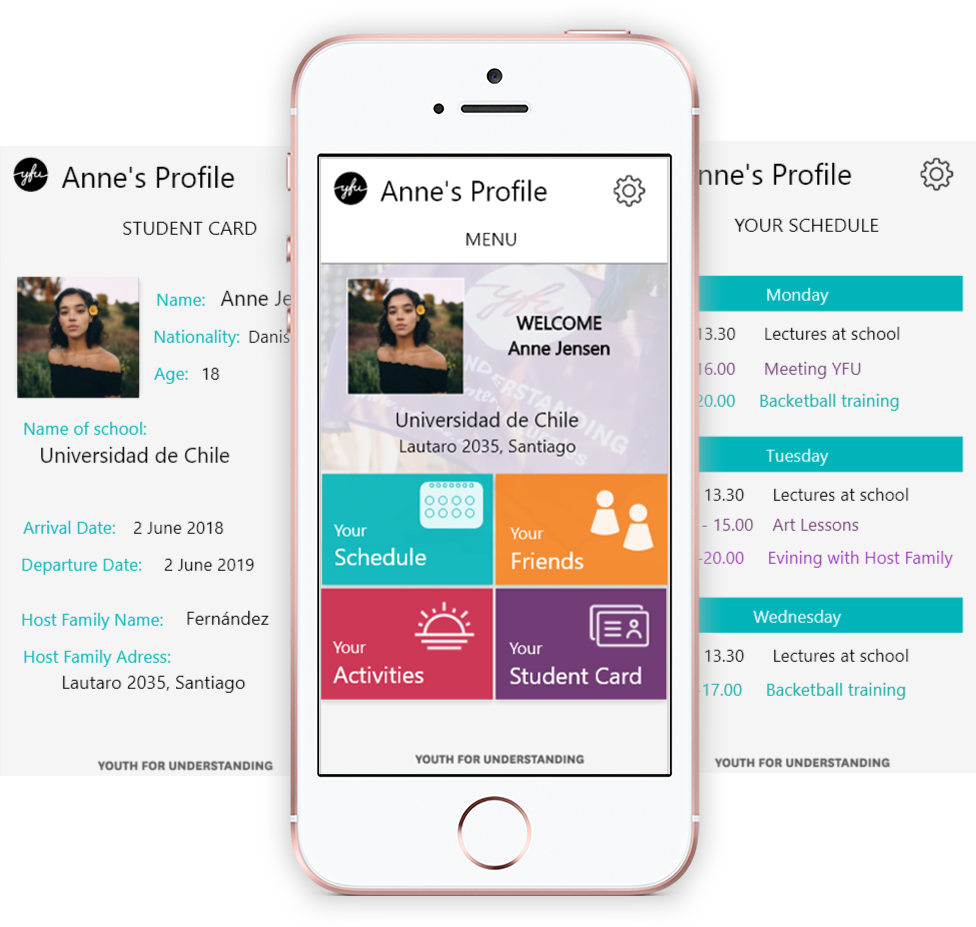 yfu Anne's Profile
STUDENT CARD
Name: Anne Je
Nationality: Danis
Age: 18
Name of school:
Universidad de Chile
Arrival Date: 2 June 2018
Departure Date: 2 June 2019
Host Family Name: Fernández
Host Family Adress:
Lautaro 2035, Santiago
YOUTH FOR UNDERSTANDING
yfu Anne's Profile
MENU
yfu
WELCOME
Anne Jensen
Universidad de Chile
Lautaro 2035, Santiago
Your
Schedule
Your
Friends
Your
Activities
Your
Student Card
YOUTH FOR UNDERSTANDING
nne's Profile
YOUR SCHEDULE
Monday
13.30 Lectures at school
16.00 Meeting YFU
20.00 Backetball training
Tuesday
13.30 Lectures at school
- 15.00 Art Lessons
-20.00 Evining with Host Family
Wednesday
13.30 Lectures at school
-17.00 Backetball training
YOUTH FOR UNDERSTANDING